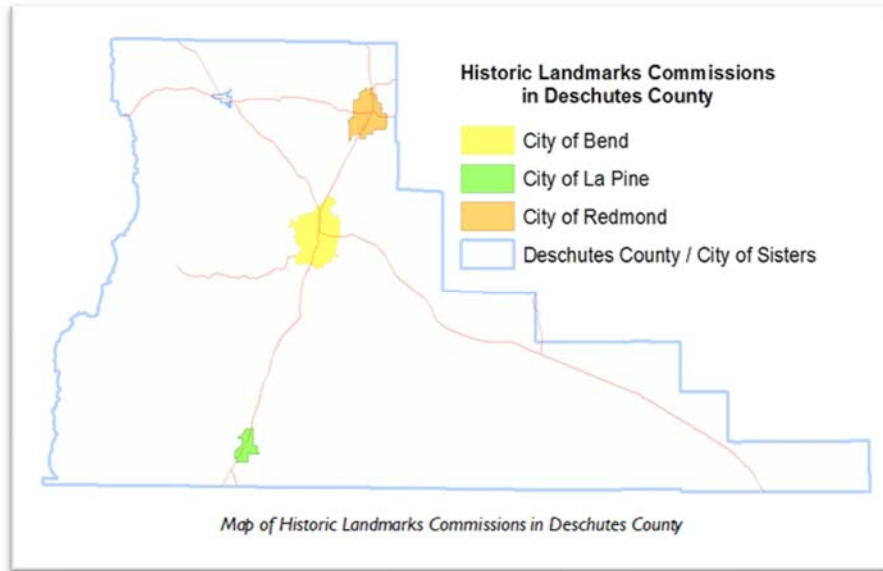 Historic Landmarks Commissions
in Deschutes County
City of Bend
City of La Pine
City of Redmond
Deschutes County / City of Sisters
Map of Historic Landmarks Commissions in Deschutes County